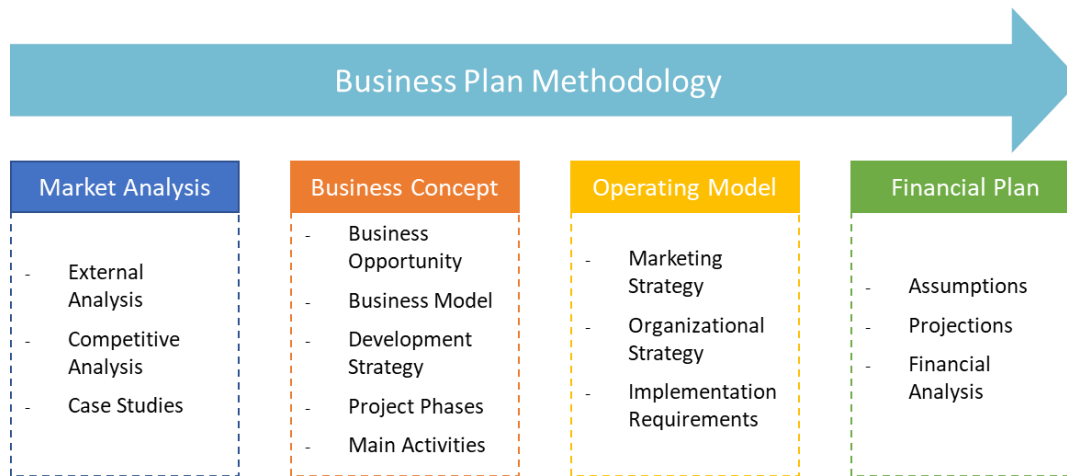 Business Plan Methodology
Market Analysis
- External
Analysis
- Competitive
Analysis
- Case Studies
Business Concept
- Business
Opportunity
- Business Model
- Development
Strategy
- Project Phases
- Main Activities
Operating Model
- Marketing
Strategy
- Organizational
Strategy
- Implementation
Requirements
Financial Plan
- Assumptions
- Projections
- Financial
Analysis